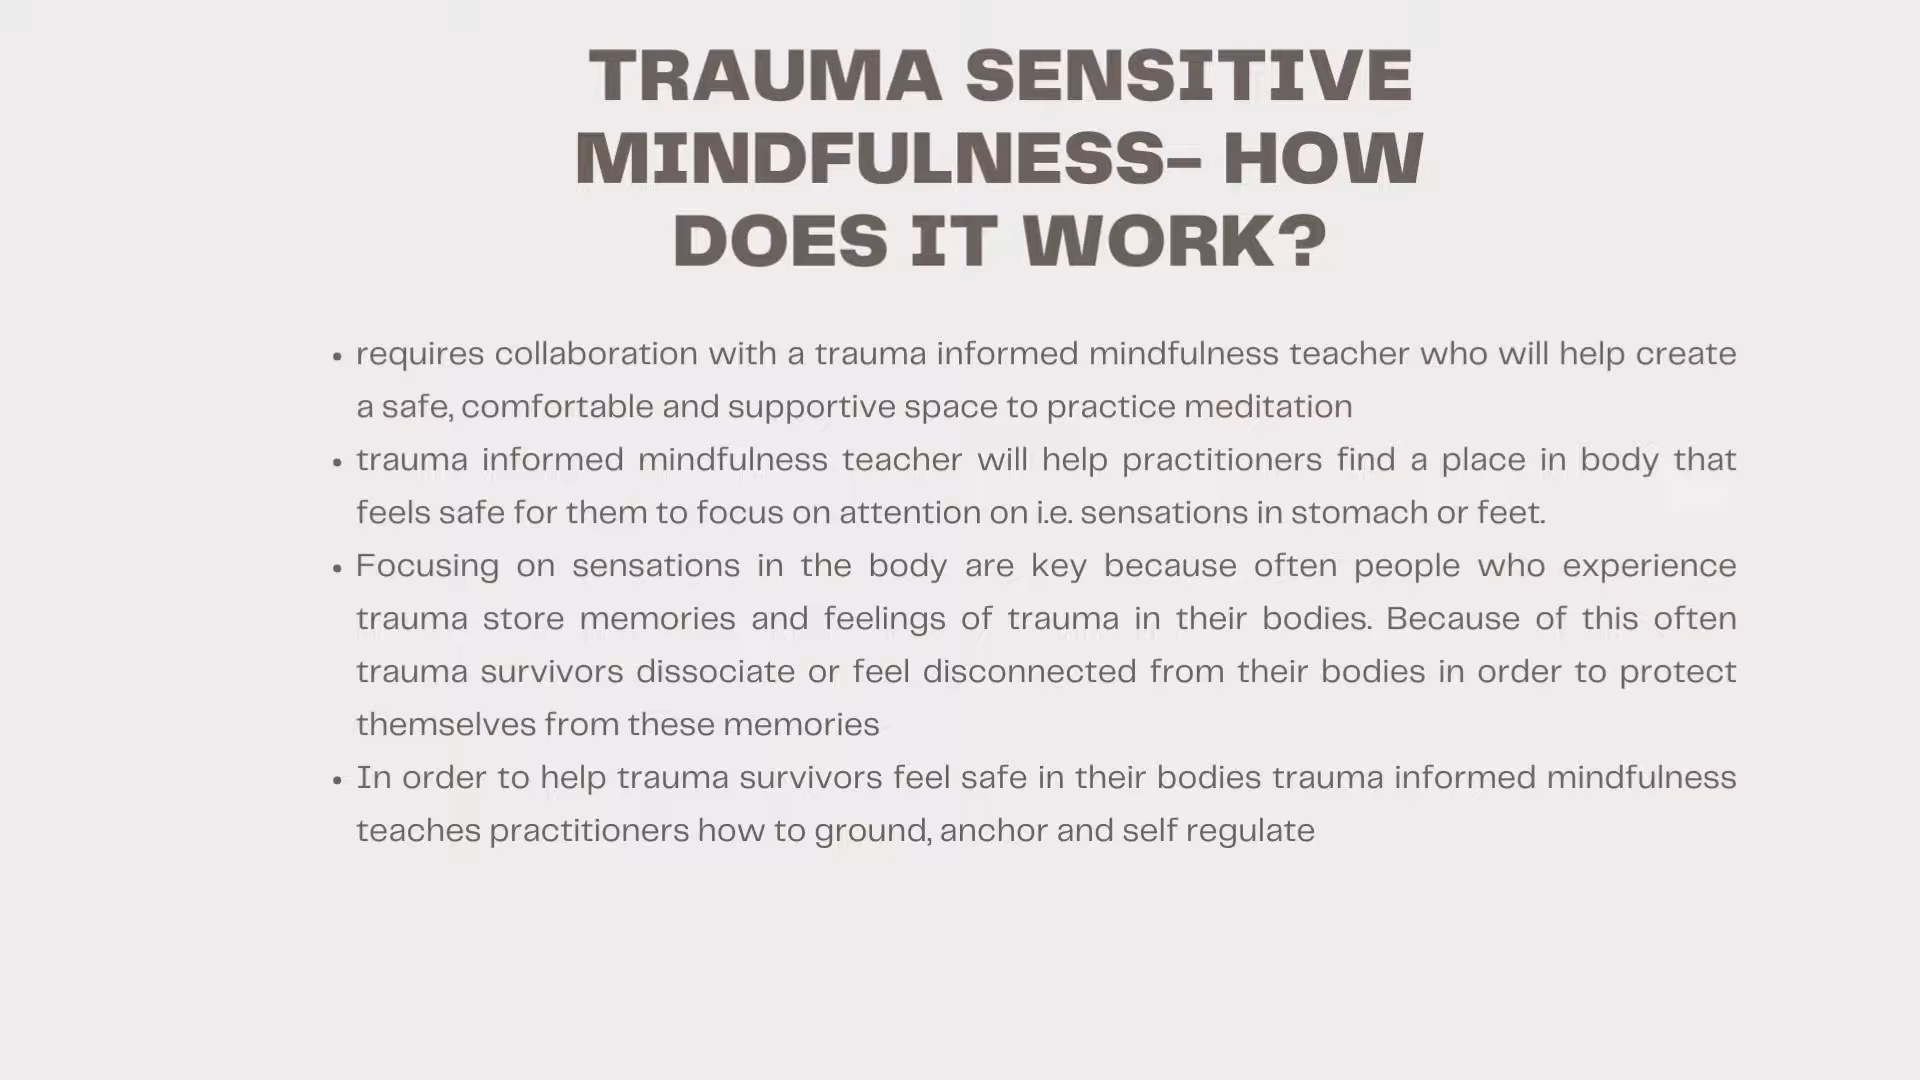 TRAUMA SENSITIVE
MINDFULNESS- HOW
DOES IT WORK?
• requires collaboration with a trauma informed mindfulness teacher who will help create
a safe, comfortable and supportive space to practice meditation
• trauma informed mindfulness teacher will help practitioners find a place in body that
feels safe for them to focus on attention on i.e. sensations in stomach or feet.
• Focusing on sensations in the body are key because often people who experience
trauma store memories and feelings of trauma in their bodies. Because of this often
trauma survivors dissociate or feel disconnected from their bodies in order to protect
themselves from these memories
• In order to help trauma survivors feel safe in their bodies trauma informed mindfulness
teaches practitioners how to ground, anchor and self regulate